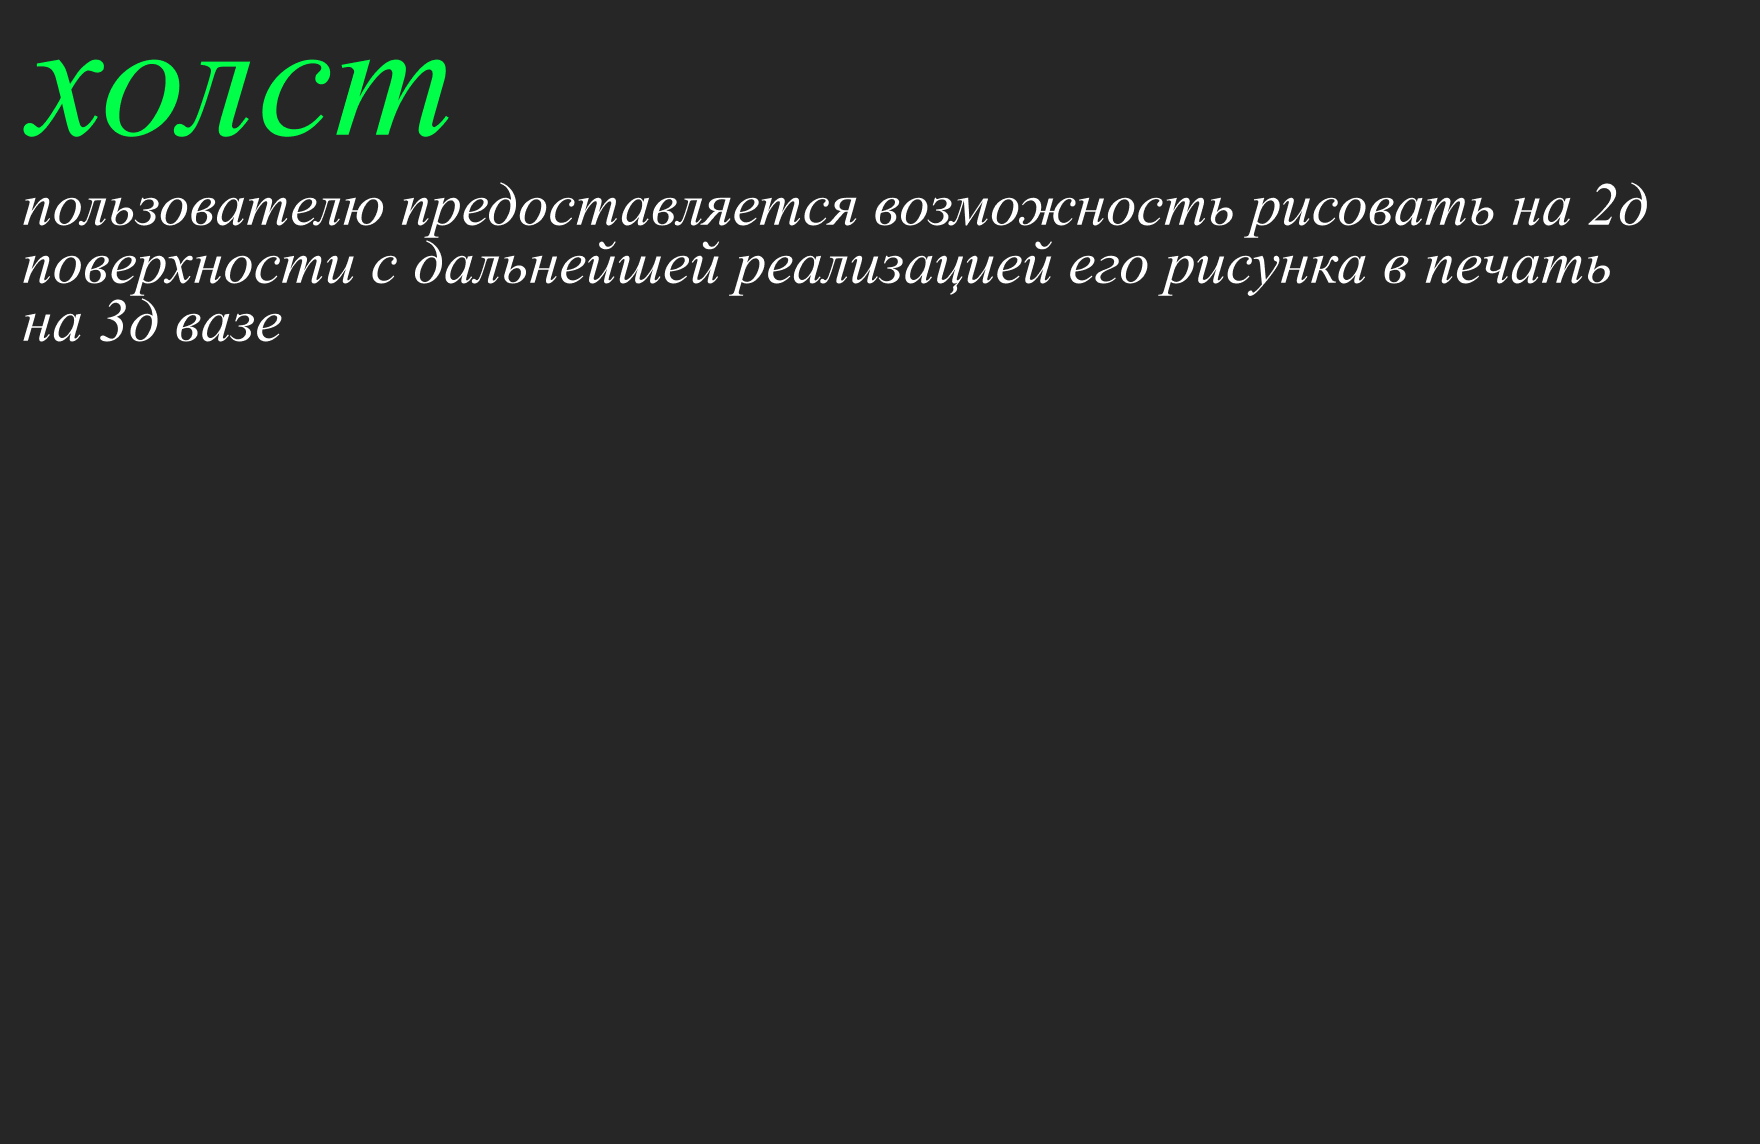 холст
пользователю предоставляется возможность рисовать на 2д
поверхности с дальнейшей реализацией его рисунка в печать
на 3д вазе